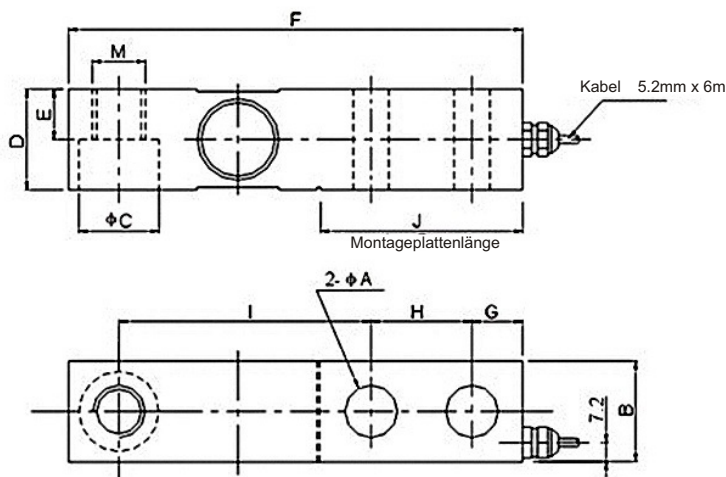 F
M
Kabel 5.2mm x 6m
E
D
ϕC
J
Montageplattenlänge
2-ϕA
I
H
G
B
7.2